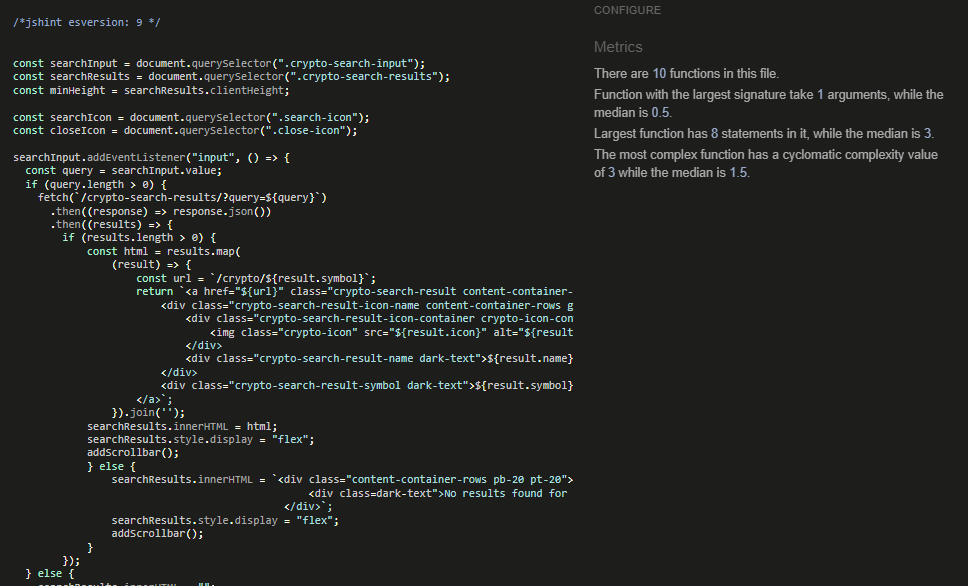 /*jshint esversion: 9 */
const searchInput = document.querySelector(".crypto-search-input");
const searchResults = document.querySelector(".crypto-search-results");
const minHeight = searchResults.clientHeight;
const searchIcon = document.querySelector(".search-icon");
const closeIcon = document.querySelector(".close-icon");
searchInput.addEventListener("input", () => {
const query = searchInput.value;
if (query.length > 0) {
fetch(`/crypto-search-results/?query=${query}`)
.then((response) => response.json())
.then((results) => {
if (results.length > 0) {
const html = results.map(
(result) => {
const url = `/crypto/${result.symbol}`;
return `<a href="${url}" class="crypto-search-result content-container-
<div class="crypto-search-result-icon-name content-container-rows g
<div class="crypto-search-result-icon-container crypto-icon-con
<img class="crypto-icon" src="${result.icon}" alt="${result
</div>
<div class="crypto-search-result-name dark-text">${result.name}
</div>
<div class="crypto-search-result-symbol dark-text">${result.symbol}
</a>`;
}).join('');
searchResults.innerHTML = html;
searchResults.style.display = "flex";
addScrollbar();
} else {
searchResults.innerHTML = `<div class="content-container-rows pb-20 pt-20">
<div class=dark-text">No results found for
</div>`;
searchResults.style.display = "flex";
addScrollbar();
}
});
} else {
searchResults.innerHTML = "";
CONFIGURE
Metrics
There are 10 functions in this file.
Function with the largest signature take 1 arguments, while the
median is 0.5.
Largest function has 8 statements in it, while the median is 3.
The most complex function has a cyclomatic complexity value
of 3 while the median is 1.5.